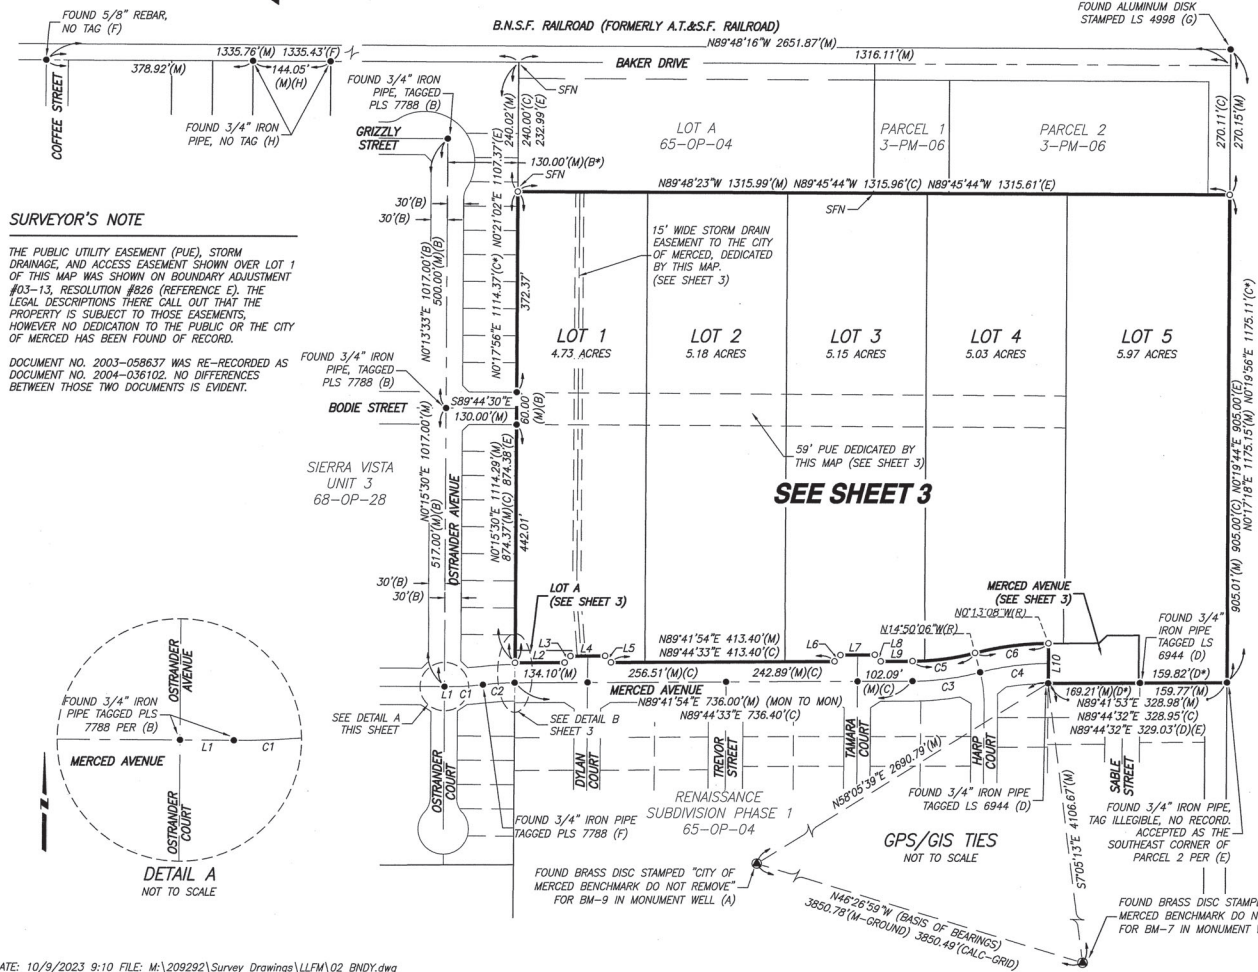 FOUND 5/8" REBAR,
NO TAG (F)
B.N.S.F. RAILROAD (FORMERLY A.T.&S.F. RAILROAD)
FOUND ALUMINUM DISK
STAMPED LS 4998 (G)
N89°48'16"W 2651.87'(M)
1335.76'(M)
1335.43'(F)
1316.11'(M)
378.92'(M)
144.05'
(M)(H)
BAKER DRIVE
COFFEE STREET
FOUND 3/4" IRON
PIPE, NO TAG (H)
FOUND 3/4" IRON
PIPE, TAGGED
PLS 7788 (B)
SFN
240.02'(M)
240.00'(C)
232.99'(E)
270.11'(C)
270.15'(M)
GRIZZLY
STREET
LOT A
65-OP-04
PARCEL 1
3-PM-06
PARCEL 2
3-PM-06
130.00'(M)(B*)
SFN
N89°48'23"W 1315.99'(M)
N89°45'44"W 1315.96'(C)
N89°45'44"W 1315.61'(E)
SFN
30'(B)
30'(B)
SURVEYOR'S NOTE
THE PUBLIC UTILITY EASEMENT (PUE), STORM
DRAINAGE, AND ACCESS EASEMENT SHOWN OVER LOT 1
OF THIS MAP WAS SHOWN ON BOUNDARY ADJUSTMENT
#03-13, RESOLUTION #826 (REFERENCE E). THE
LEGAL DESCRIPTIONS THERE CALL OUT THAT THE
PROPERTY IS SUBJECT TO THOSE EASEMENTS,
HOWEVER NO DEDICATION TO THE PUBLIC OR THE CITY
OF MERCED HAS BEEN FOUND OF RECORD.
DOCUMENT NO. 2003-058637 WAS RE-RECORDED AS
DOCUMENT NO. 2004-036102. NO DIFFERENCES
BETWEEN THOSE TWO DOCUMENTS IS EVIDENT.
N0°13'33"E 1017.00'(B)
500.00'(M)(B)
N0°17'56"E 1114.37'(C*)
N0°21'02"E 1107.37'(E)
372.37'
15' WIDE STORM DRAIN
EASEMENT TO THE CITY
OF MERCED, DEDICATED
BY THIS MAP.
(SEE SHEET 3)
LOT 1
4.73 ACRES
LOT 2
5.18 ACRES
LOT 3
5.15 ACRES
LOT 4
5.03 ACRES
LOT 5
5.97 ACRES
FOUND 3/4" IRON
PIPE, TAGGED
PLS 7788 (B)
BODIE STREET
S89°44'30"E
130.00'(M)
60.00'
(M)(B)
59' PUE DEDICATED BY
THIS MAP (SEE SHEET 3)
SEE SHEET 3
SIERRA VISTA
UNIT 3
68-OP-28
N0°15'30"E 1017.00'(M)
517.00'(M)(B)
OSTRANDER AVENUE
N0°15'30"E 1114.29'(M)
874.37'(M)(C) 874.38'(E)
442.01'
905.01'(M) 905.00'(C) N0°19'44"E 905.00'(E)
N0°17'18"E 1175.15'(M) N0°19'56"E 1175.11'(C*)
30'(B)
30'(B)
LOT A
(SEE SHEET 3)
MERCED AVENUE
(SEE SHEET 3)
N0°13'08"W(R)
N14°50'06"W(R)
FOUND 3/4"
IRON PIPE
TAGGED LS
6944 (D)
L3
L4
L5
L2
N89°41'54"E 413.40'(M)
N89°44'33"E 413.40'(C)
L6
L7
L8
L9
C5
C6
L10
159.82'(D*)
L1
C1
C2
134.10'(M)
256.51'(M)(C)
242.89'(M)(C)
102.09'
(M)(C)
C3
C4
MERCED AVENUE
N89°41'54"E 736.00'(M) (MON TO MON)
N89°44'33"E 736.40'(C)
169.21'(M)(D*)
159.77'(M)
N89°41'53"E 328.98'(M)
N89°44'32"E 328.95'(C)
N89°44'32"E 329.03'(D)(E)
SEE DETAIL A
THIS SHEET
SEE DETAIL B
SHEET 3
OSTRANDER
COURT
DYLAN
COURT
TREVOR
STREET
TAMARA
COURT
HARP
COURT
SABLE
STREET
N58°05'39"E 2690.79'(M)
S7°05'13"E 4106.67'(M)
FOUND 3/4" IRON PIPE
TAGGED LS 6944 (D)
RENAISSANCE
SUBDIVISION PHASE 1
65-OP-04
FOUND 3/4" IRON PIPE
TAGGED PLS 7788 (F)
FOUND 3/4" IRON PIPE,
TAG ILLEGIBLE, NO RECORD.
ACCEPTED AS THE
SOUTHEAST CORNER OF
PARCEL 2 PER (E)
GPS/GIS TIES
NOT TO SCALE
FOUND BRASS DISC STAMPED "CITY OF
MERCED BENCHMARK DO NOT REMOVE"
FOR BM-9 IN MONUMENT WELL (A)
N46°26'59"W (BASIS OF BEARINGS)
3850.78'(M-GROUND) 3850.49'(CALC-GRID)
FOUND BRASS DISC STAMP
MERCED BENCHMARK DO N
FOR BM-7 IN MONUMENT
OSTRANDER
AVENUE
FOUND 3/4" IRON
PIPE TAGGED PLS
7788 PER (B)
L1
C1
MERCED AVENUE
OSTRANDER
COURT
DETAIL A
NOT TO SCALE
ATE: 10/9/2023 9:10 FILE: M:\209292\Survey Drawings\LLFM\02 BNDY.dwg